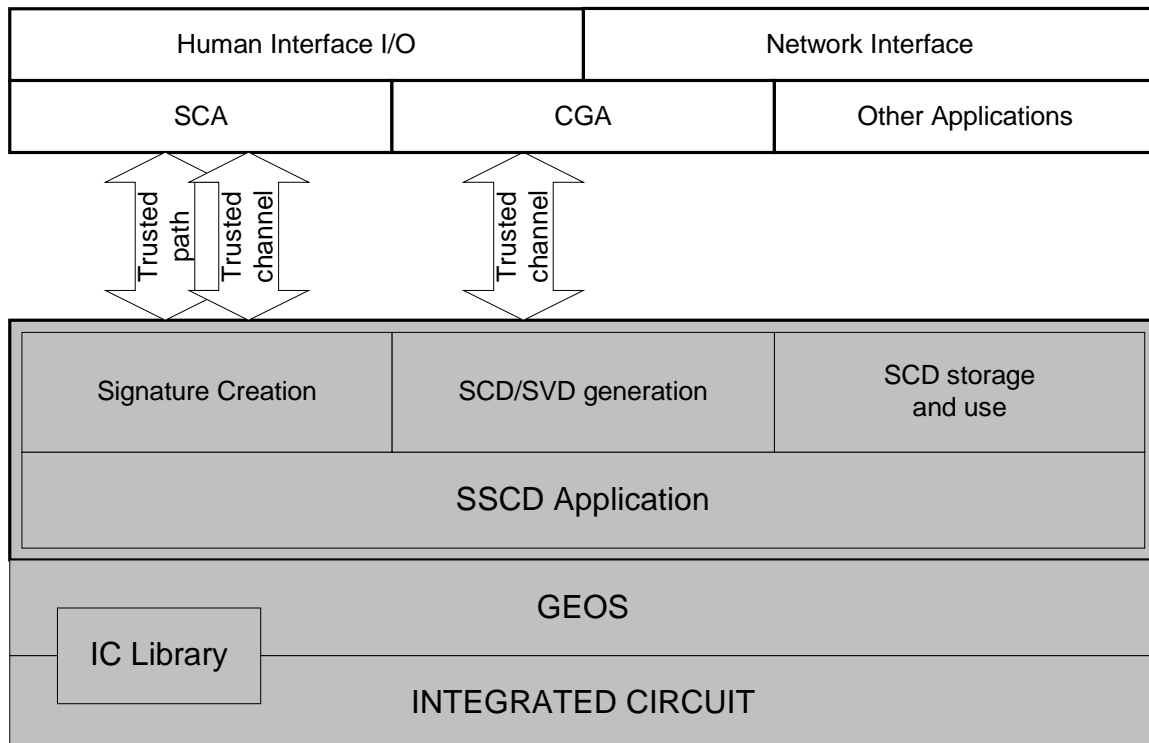 Human Interface I/O
Network Interface
SCA
CGA
Other Applications
Trusted
path
Trusted
channel
Trusted
channel
Signature Creation
SCD/SVD generation
SCD storage
and use
SSCD Application
GEOS
IC Library
INTEGRATED CIRCUIT